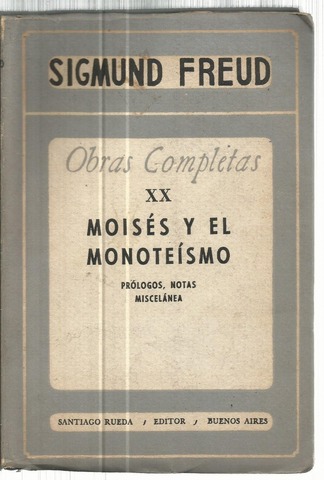 SIGMUND FREUD
Obras Completas
XX
MOISÉS Y EL
MONOTEÍSMO
PRÓLOGOS, NOTAS
MISCELÁNEA
SANTIAGO RUEDA , EDITOR , BUENOS AIRES